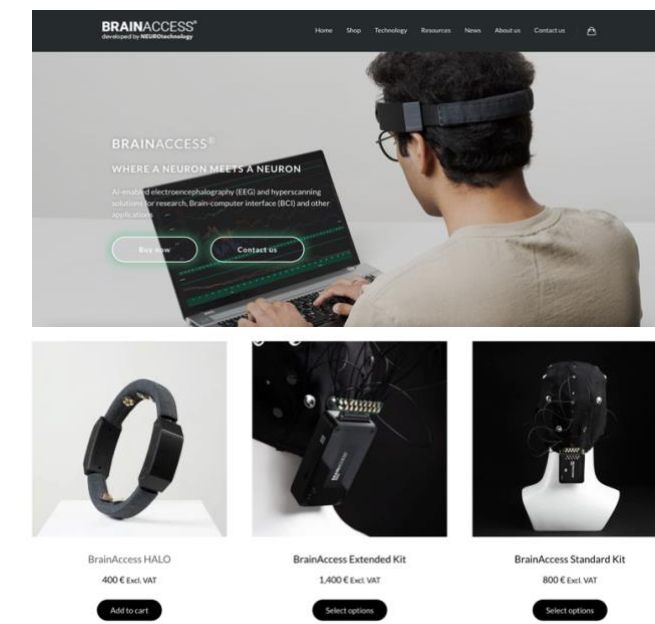 BRAINACCESS®
developed by NEUROtechnology
Home Shop Technology Resources News About us Contact us
BRAINACCESS®
WHERE A NEURON MEETS A NEURON
AI-enabled electroencephalography (EEG) and hyperscanning
solutions for research, Brain-computer interface (BCI) and other
applications
Buy now Contact us
BRAINACCESS
BrainAccess HALO BrainAccess Extended Kit BrainAccess Standard Kit
400 € Excl. VAT 1,400 € Excl. VAT 800 € Excl. VAT
Add to cart Select options Select options